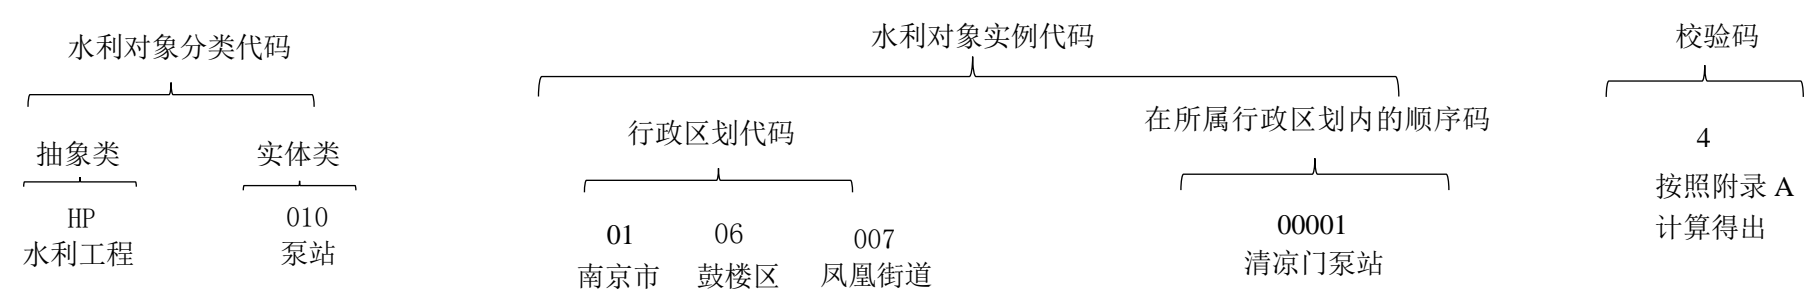 水利对象分类代码
抽象类
实体类
HP
水利工程
010
泵站
水利对象实例代码
行政区划代码
01
南京市
06
鼓楼区
007
凤凰街道
在所属行政区划内的顺序码
00001
清凉门泵站
校验码
4
按照附录 A
计算得出